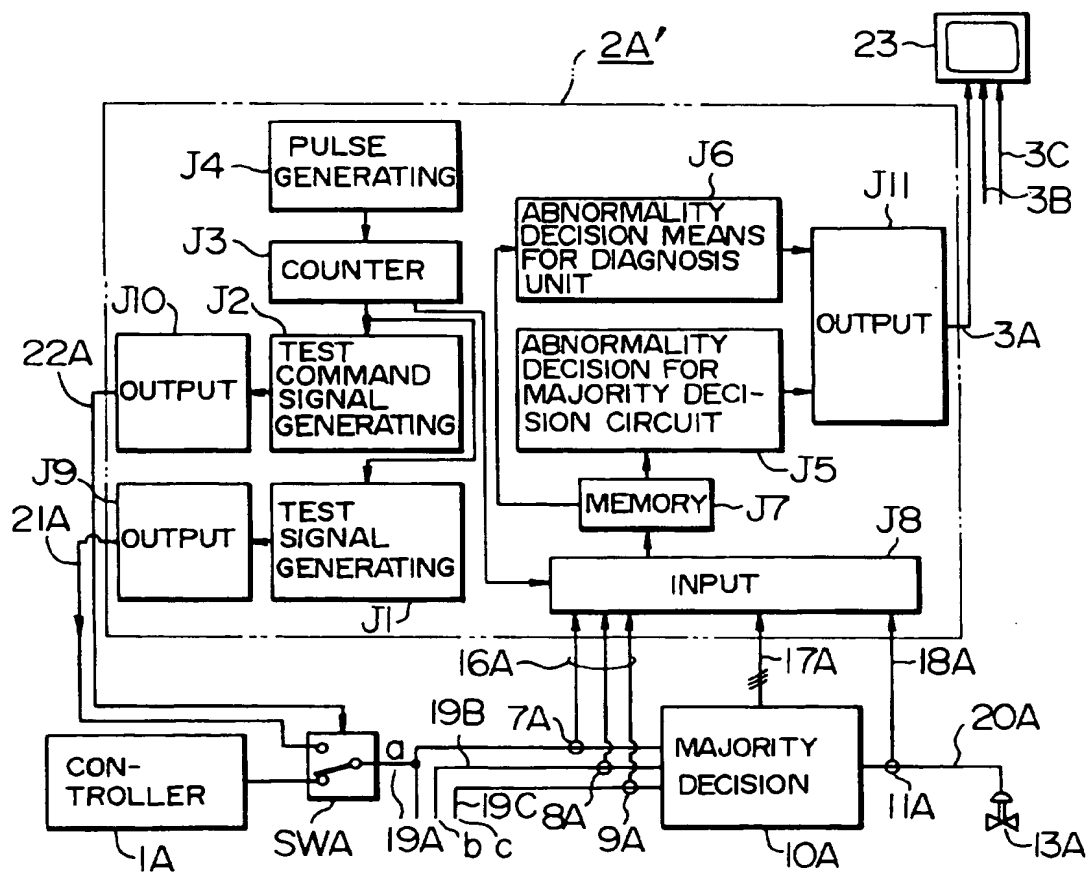 23
2A'
3C
3B
J4
PULSE
GENERATING
J6
J11
J3
COUNTER
ABNORMALITY
DECISION MEANS
FOR DIAGNOSIS
UNIT
J10
J2
OUTPUT
3A
22A
OUTPUT
TEST
COMMAND
SIGNAL
GENERATING
ABNORMALITY
DECISION FOR
MAJORITY DECI-
SION CIRCUIT
J5
J9
21A
OUTPUT
TEST
SIGNAL
GENERATING
MEMORY
J7
J8
J1
INPUT
16A
17A
18A
19B
7A
20A
CON-
TROLLER
a
MAJORITY
DECISION
1A
SWA
19A
b
c
19C
8A
9A
10A
11A
13A